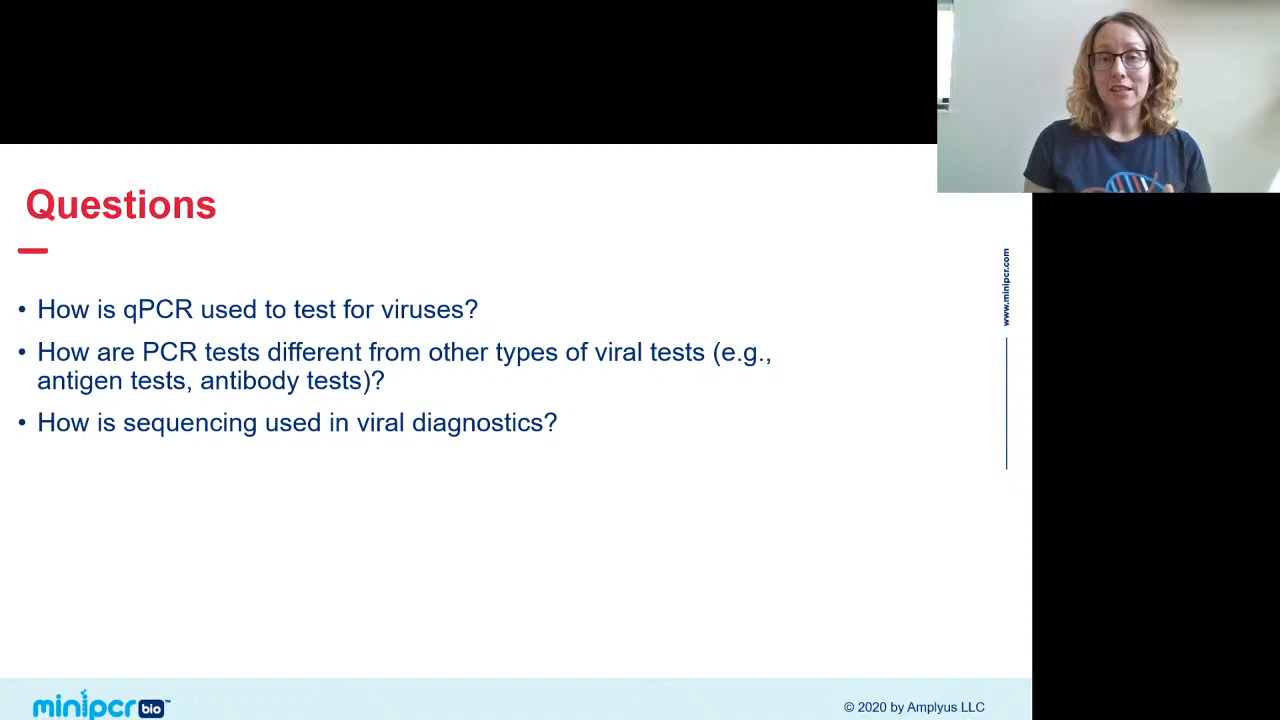 Questions
www.minipcr.com
• How is qPCR used to test for viruses?
• How are PCR tests different from other types of viral tests (e.g.,
antigen tests, antibody tests)?
• How is sequencing used in viral diagnostics?
minipcr bio™
© 2020 by Amplyus LLC